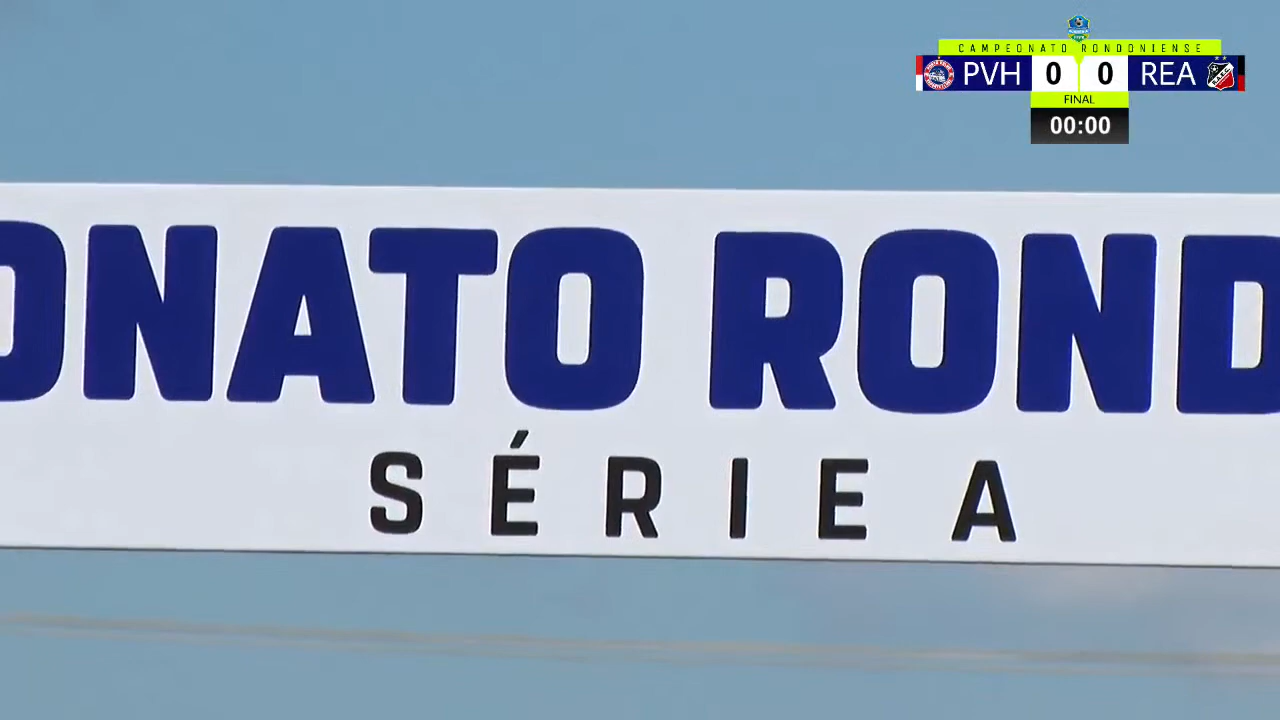 CAMPEONATO RONDONIENSE
PVH 0 0 REA
FINAL
00:00
ONATO ROND
SÉRIE A